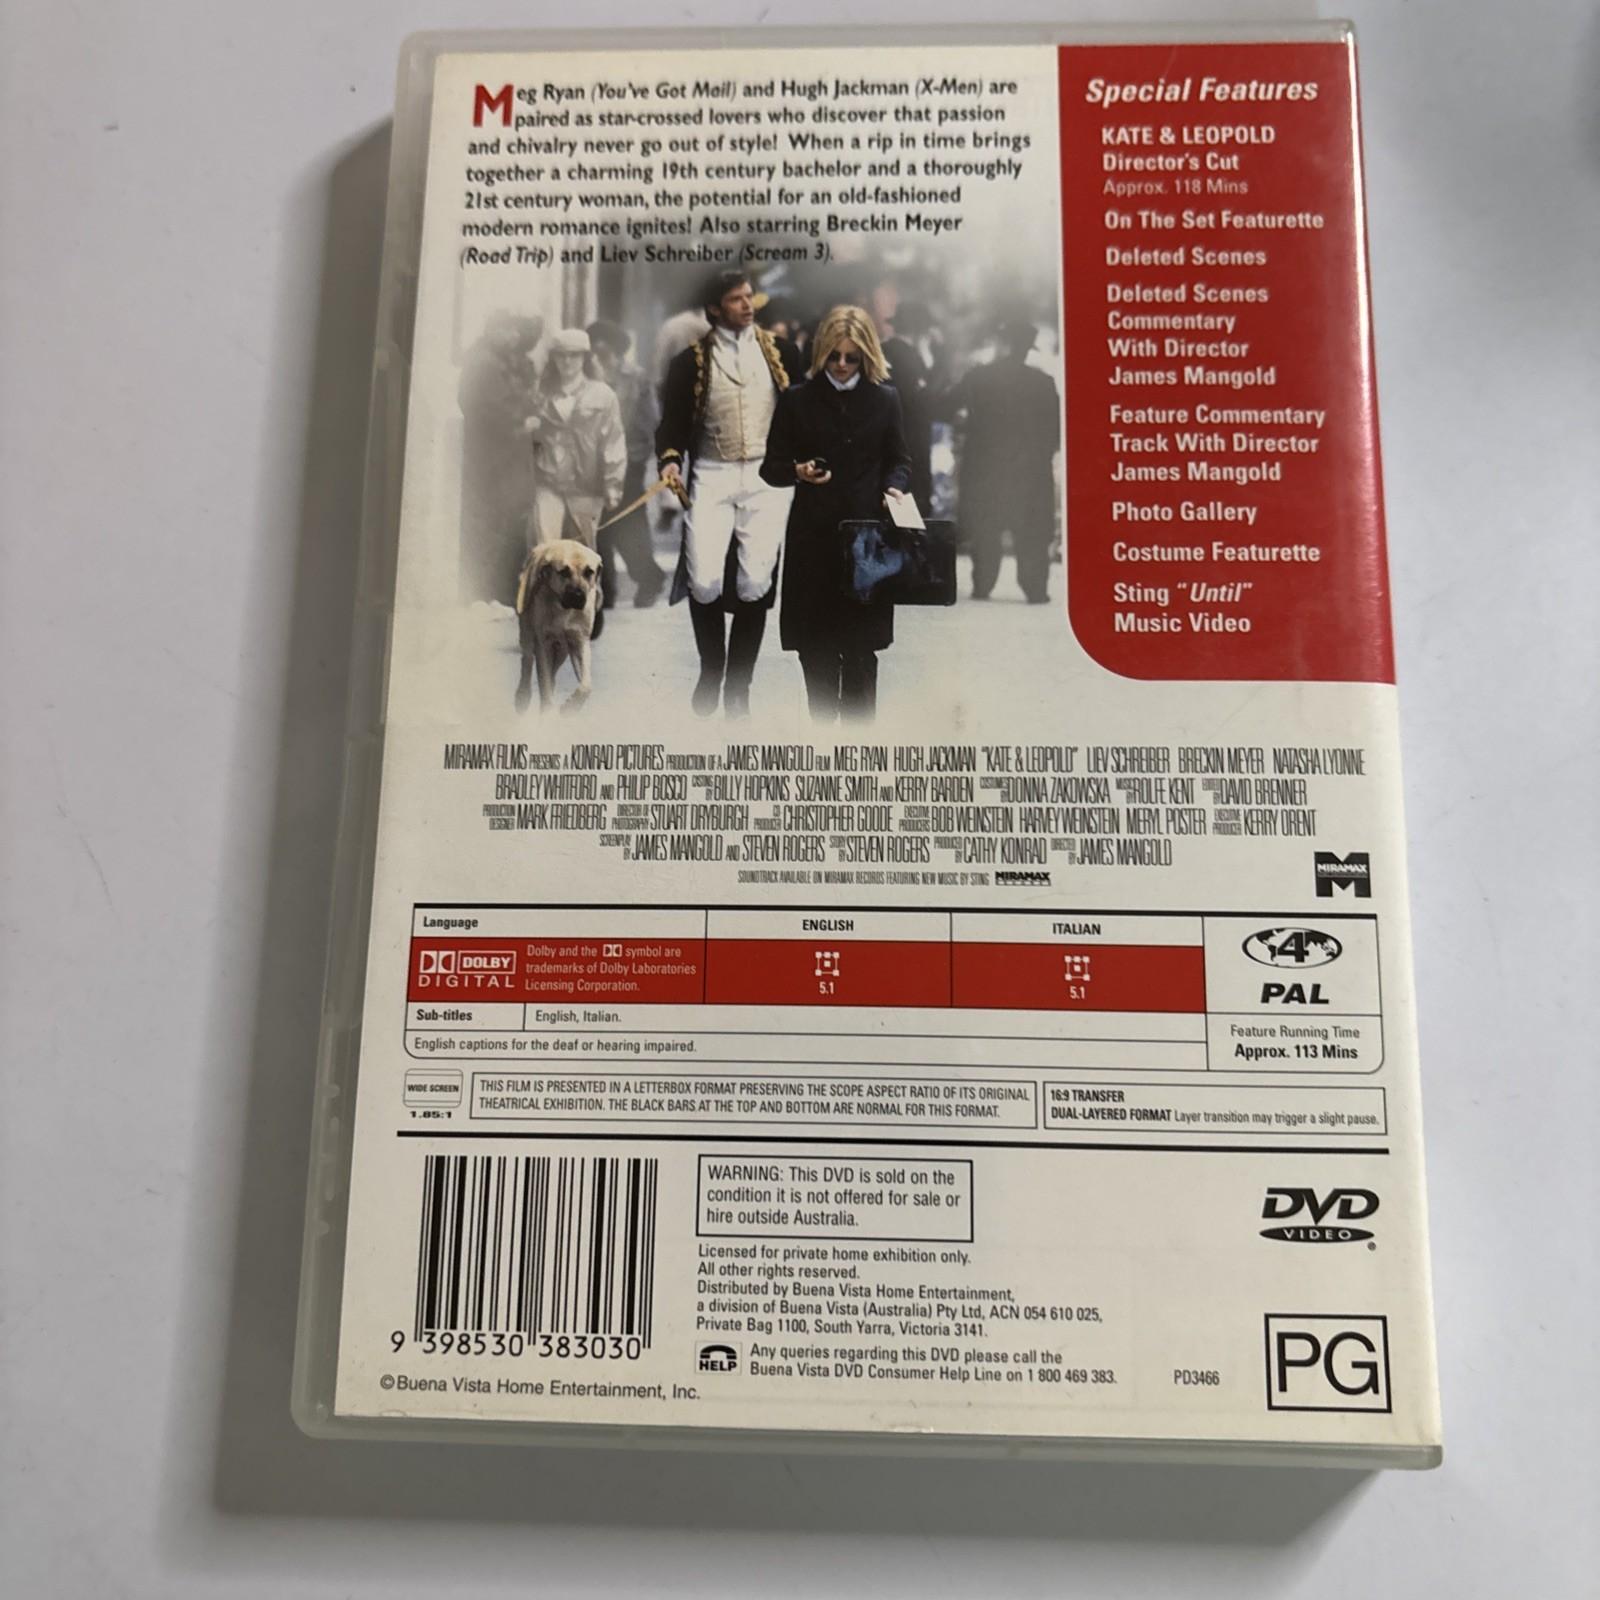 Meg Ryan (You've Got Mail) and Hugh Jackman (X-Men) are
paired as star-crossed lovers who discover that passion
and chivalry never go out of style! When a rip in time brings
together a charming 19th century bachelor and a thoroughly
21st century woman, the potential for an old-fashioned
modern romance ignites! Also starring Breckin Meyer
(Road Trip) and Liev Schreiber (Scream 3).
Special Features
KATE & LEOPOLD
Director's Cut
Approx. 118 Mins
On The Set Featurette
Deleted Scenes
Deleted Scenes
Commentary
With Director
James Mangold
Feature Commentary
Track With Director
James Mangold
Photo Gallery
Costume Featurette
Sting "Until"
Music Video
MIRAMAX FILMS PRESENTS A KONRAD PICTURES PRODUCTION OF A JAMES MANGOLD FILM MEG RYAN HUGH JACKMAN "KATE & LEOPOLD" LIEV SCHREIBER BRECKIN MEYER NATASHA LYONNE
BRADLEY WHITFORD AND PHILIP BOSCO CASTING BY BILLY HOPKINS SUZANNE SMITH AND KERRY BARDEN COSTUMES BY DONNA ZAKOWSKA MUSIC BY ROLFE KENT EDITED BY DAVID BRENNER
PRODUCTION DESIGNER MARK FRIEDBERG DIRECTOR OF PHOTOGRAPHY STUART DRYBURGH CO PRODUCER CHRISTOPHER GOODE EXECUTIVE PRODUCERS BOB WEINSTEIN HARVEY WEINSTEIN MERYL POSTER EXECUTIVE PRODUCER KERRY ORENT
SCREENPLAY BY JAMES MANGOLD AND STEVEN ROGERS STORY BY STEVEN ROGERS PRODUCED BY CATHY KONRAD DIRECTED BY JAMES MANGOLD
SOUNDTRACK AVAILABLE ON MIRAMAX RECORDS FEATURING NEW MUSIC BY STING MIRAMAX
MIRAMAX
Language
ENGLISH
ITALIAN
DOLBY
DIGITAL
Dolby and the symbol are
trademarks of Dolby Laboratories
Licensing Corporation.
5.1
5.1
4
PAL
Sub-titles
English, Italian.
English captions for the deaf or hearing impaired.
Feature Running Time
Approx. 113 Mins
WIDE SCREEN
1.85:1
THIS FILM IS PRESENTED IN A LETTERBOX FORMAT PRESERVING THE SCOPE ASPECT RATIO OF ITS ORIGINAL
THEATRICAL EXHIBITION. THE BLACK BARS AT THE TOP AND BOTTOM ARE NORMAL FOR THIS FORMAT.
16:9 TRANSFER
DUAL-LAYERED FORMAT Layer transition may trigger a slight pause.
9 398530 383030
©Buena Vista Home Entertainment, Inc.
WARNING: This DVD is sold on the
condition it is not offered for sale or
hire outside Australia.
Licensed for private home exhibition only.
All other rights reserved.
Distributed by Buena Vista Home Entertainment,
a division of Buena Vista (Australia) Pty Ltd, ACN 054 610 025,
Private Bag 1100, South Yarra, Victoria 3141.
HELP
Any queries regarding this DVD please call the
Buena Vista DVD Consumer Help Line on 1 800 469 383.
PD3466
DVD
VIDEO
PG